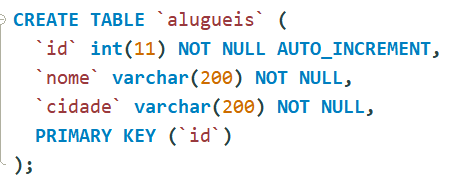 CREATE TABLE `alugueis` (
`id` int(11) NOT NULL AUTO_INCREMENT,
`nome` varchar(200) NOT NULL,
`cidade` varchar(200) NOT NULL,
PRIMARY KEY (`id`)
);